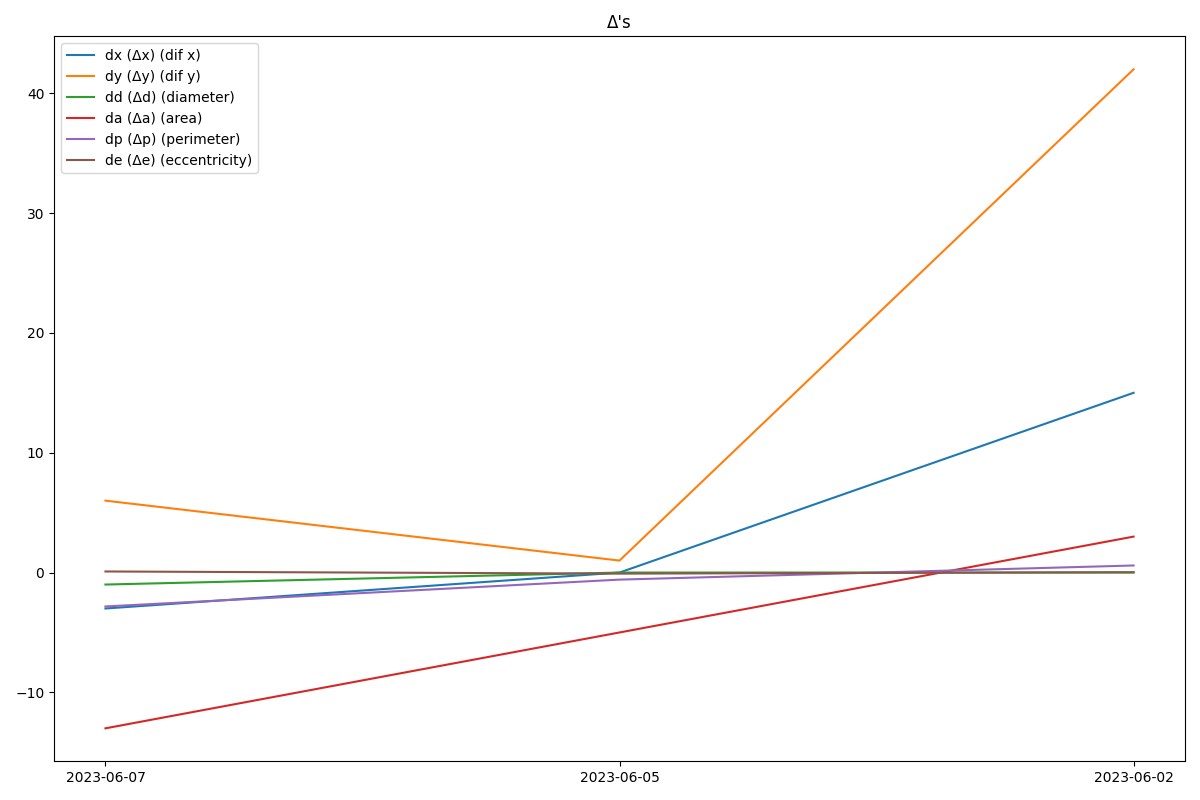 Δ's
dx (Δx) (dif x)
dy (Δy) (dif y)
dd (Δd) (diameter)
da (Δa) (area)
dp (Δp) (perimeter)
de (Δe) (eccentricity)
40
30
20
10
0
−10
2023-06-07 2023-06-05 2023-06-02